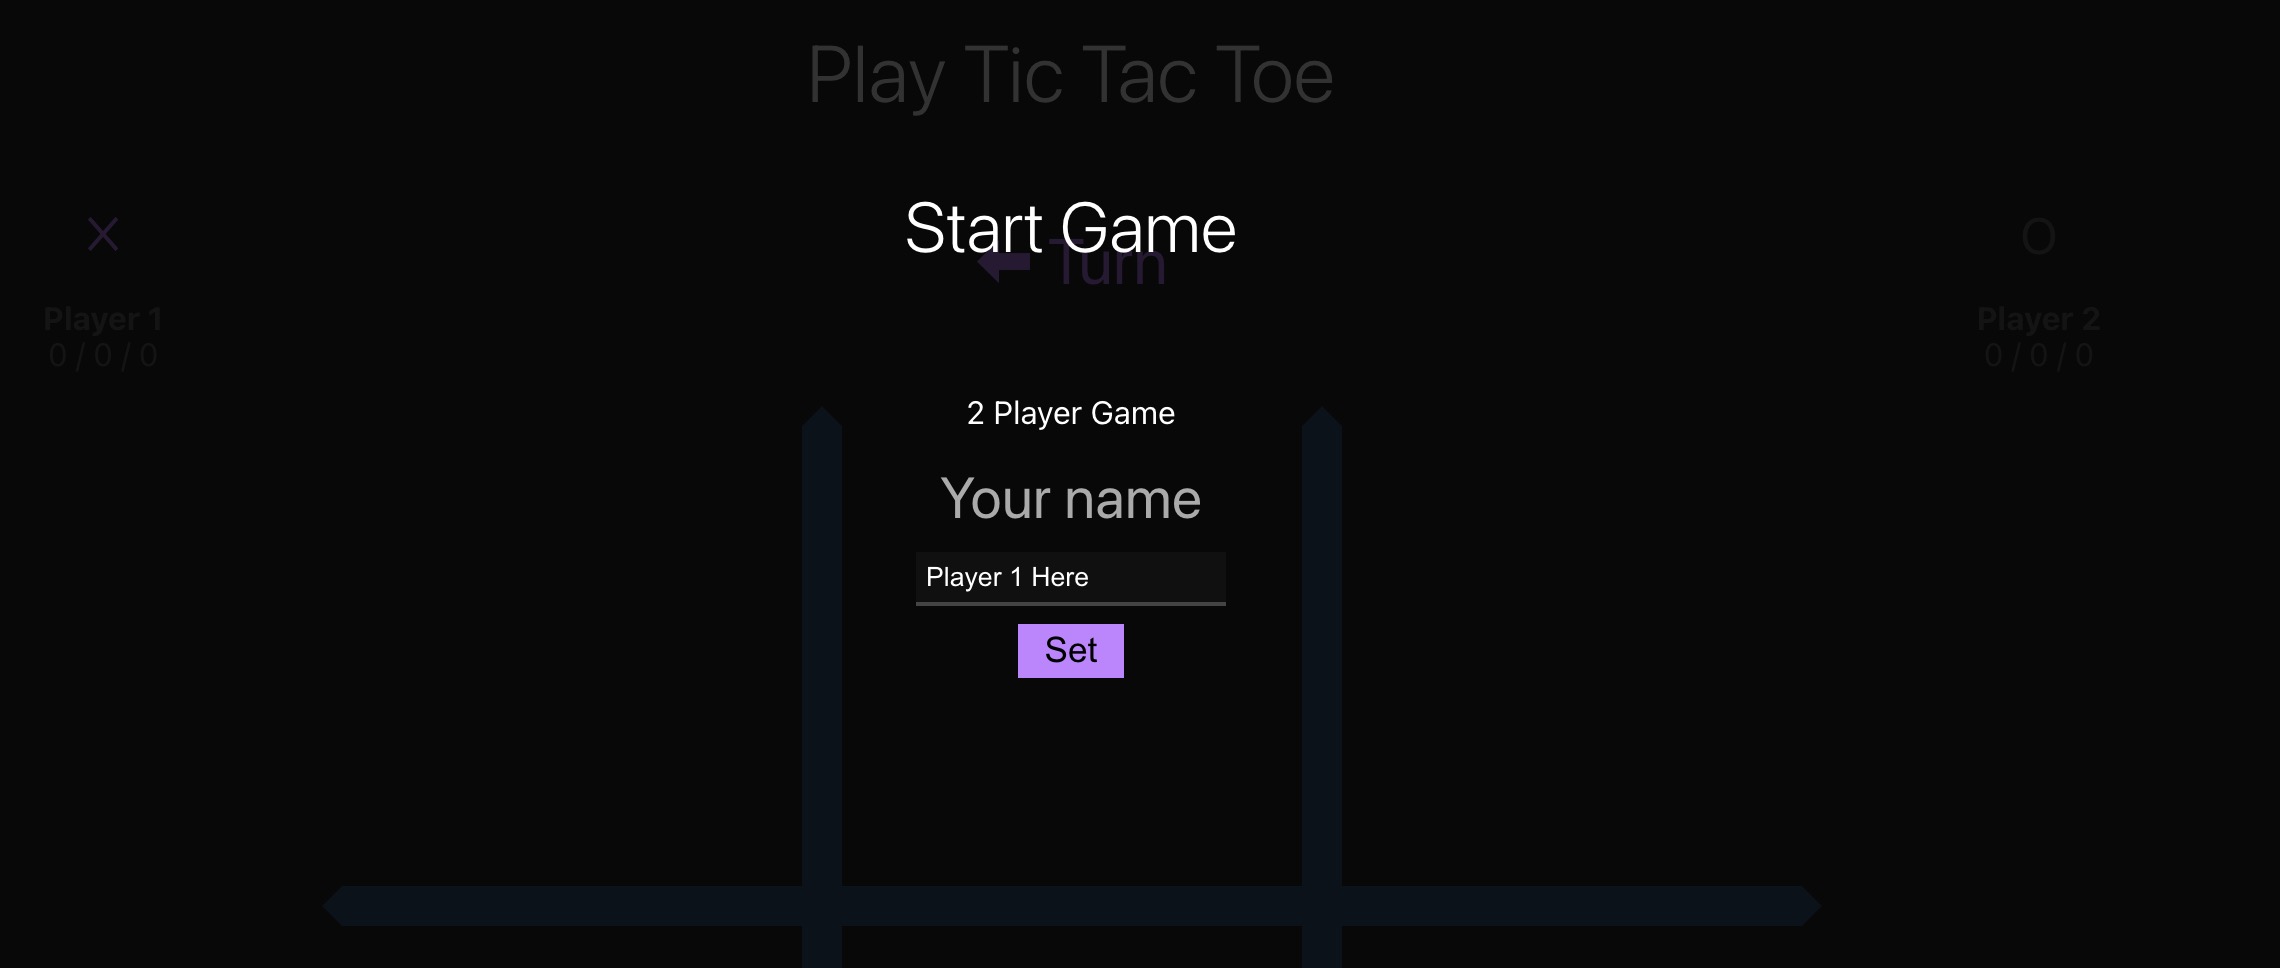 Play Tic Tac Toe
Start Game
X
Turn
O
Player 1
0 / 0 / 0
Player 2
0 / 0 / 0
2 Player Game
Your name
Player 1 Here
Set